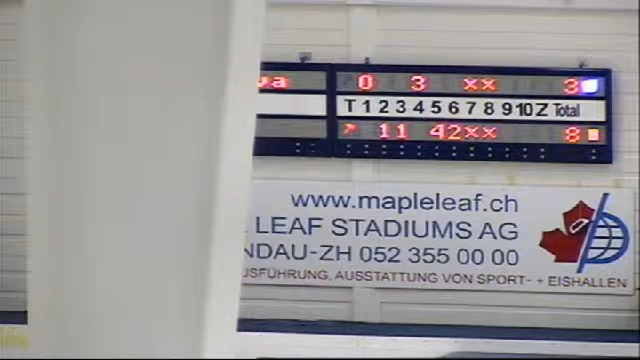 va 0 3 xx 3
T 1 2 3 4 5 6 7 8 9 10 Z Total
11 42xx 8
www.mapleleaf.ch
LEAF STADIUMS AG
NDAU-ZH 052 355 00 00
USFÜHRUNG, AUSSTATTUNG VON SPORT- + EISHALLEN